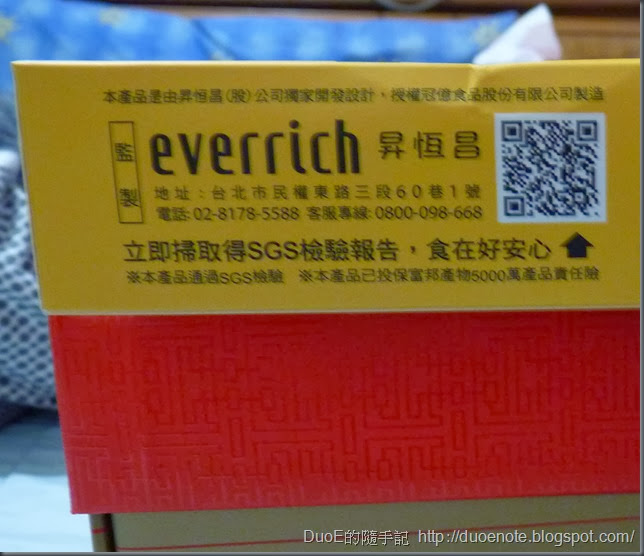 本產品是由昇恒昌(股)公司獨家開發設計，授權冠億食品股份有限公司製造
監製
everrich 昇恒昌
地址：台北市民權東路三段60巷1號
電話:02-8178-5588 客服專線:0800-098-668
立即掃取得SGS檢驗報告，食在好安心
※本產品通過SGS檢驗 ※本產品已投保富邦產物5000萬產品責任險
DuoE的隨手記 http://duoenote.blogspot.com/